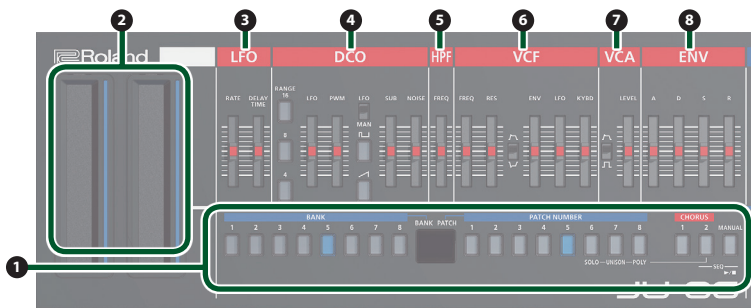 2 3 4 5 6 7 8
Roland
LFO DCO HPF VCF VCA ENV
RATE DELAY TIME RANGE LFO PWM LFO SUB NOISE FREQ FREQ RES ENV LFO KYBD LEVEL A D S R
16
MAN
8
4
BANK BANK PATCH PATCH NUMBER CHORUS
1 2 3 4 5 6 7 8 1 2 3 4 5 6 7 8 1 2 MANUAL
1
SOLO UNISON POLY SEQ